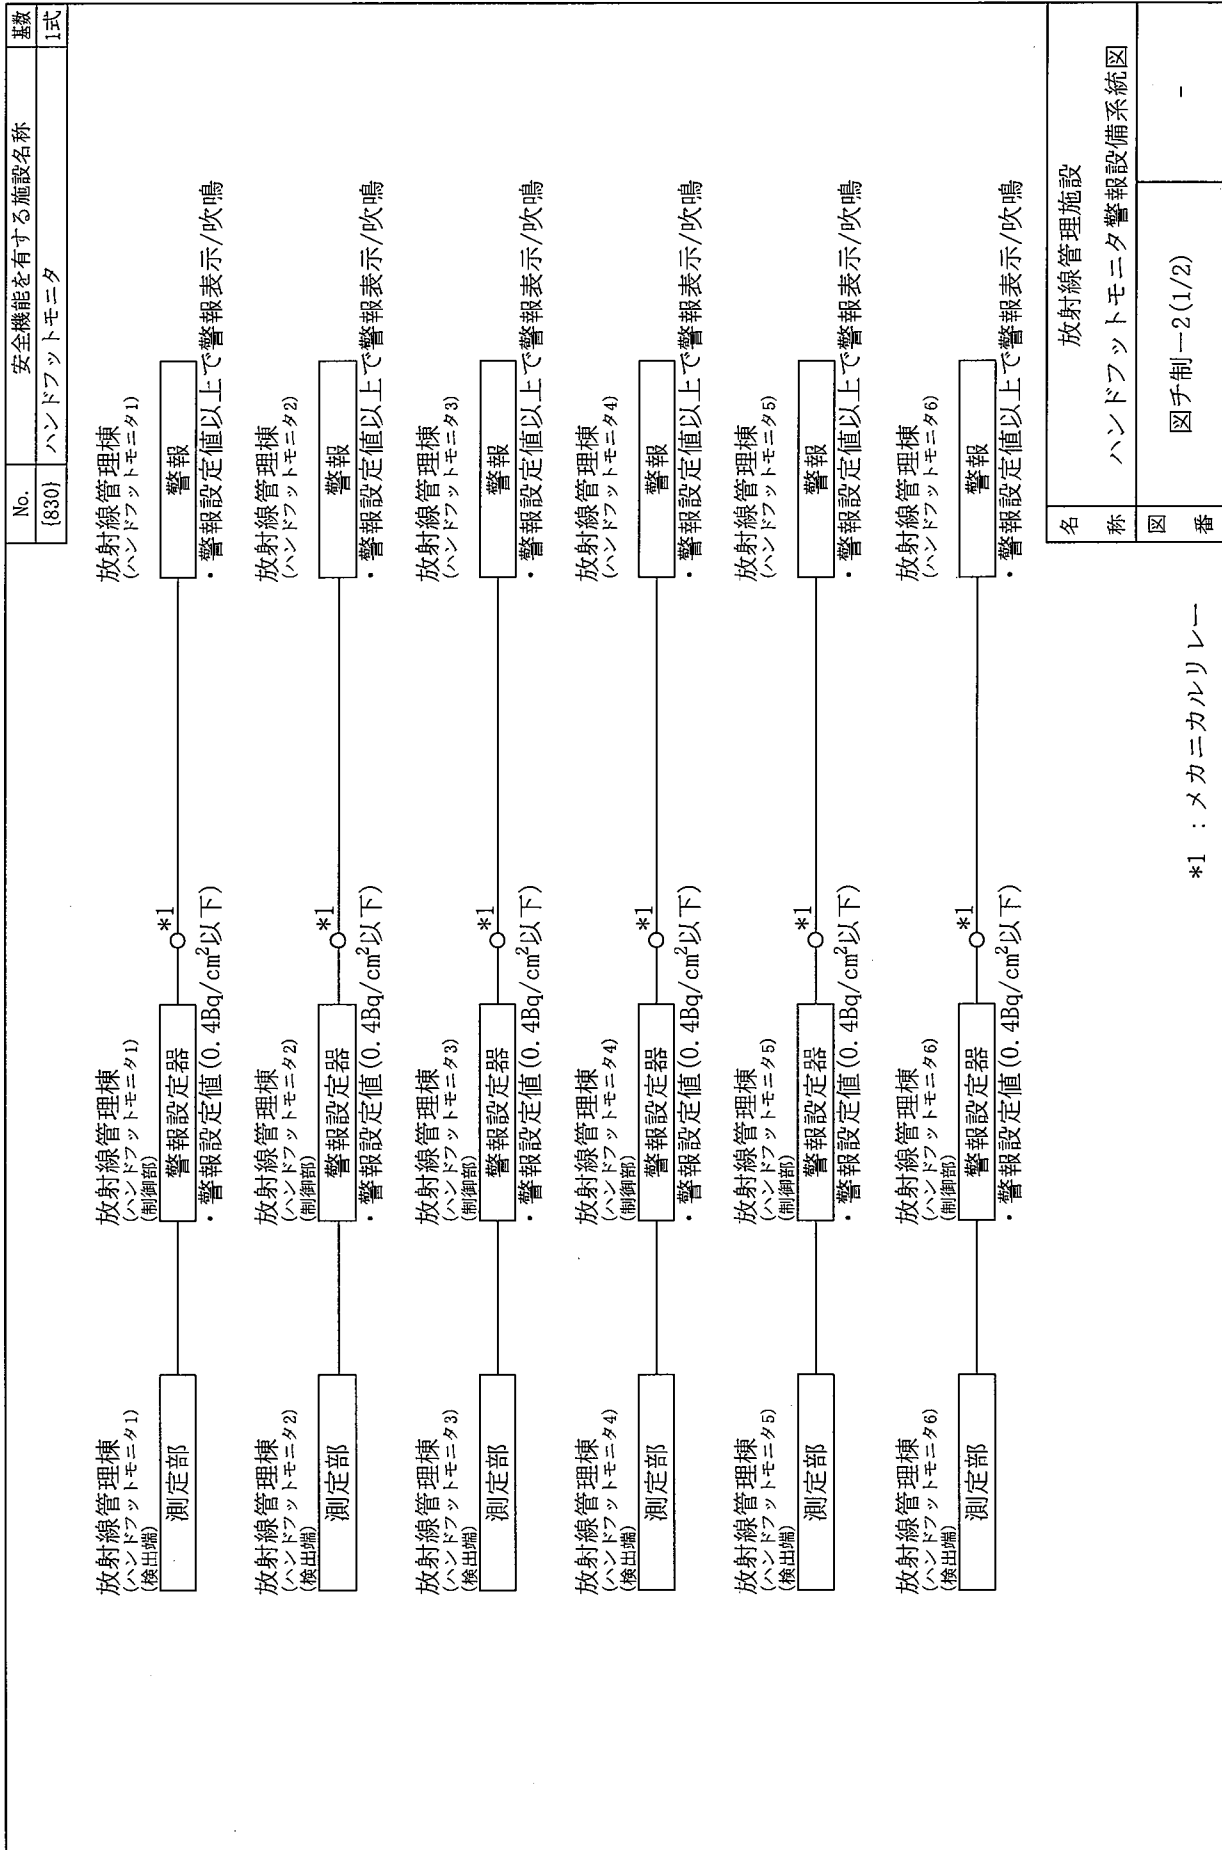 No. 安全機能を有する施設名称 基数
{830} ハンドフットモニタ 1式
放射線管理棟 放射線管理棟 放射線管理棟
(ハンドフットモニタ1) (ハンドフットモニタ1) (ハンドフットモニタ1)
(検出端) (制御部)
測定部 警報設定器 *1 警報
・警報設定値(0.4Bq/cm²以下) ・警報設定値以上で警報表示/吹鳴
放射線管理棟 放射線管理棟 放射線管理棟
(ハンドフットモニタ2) (ハンドフットモニタ2) (ハンドフットモニタ2)
(検出端) (制御部)
測定部 警報設定器 *1 警報
・警報設定値(0.4Bq/cm²以下) ・警報設定値以上で警報表示/吹鳴
放射線管理棟 放射線管理棟 放射線管理棟
(ハンドフットモニタ3) (ハンドフットモニタ3) (ハンドフットモニタ3)
(検出端) (制御部)
測定部 警報設定器 *1 警報
・警報設定値(0.4Bq/cm²以下) ・警報設定値以上で警報表示/吹鳴
放射線管理棟 放射線管理棟 放射線管理棟
(ハンドフットモニタ4) (ハンドフットモニタ4) (ハンドフットモニタ4)
(検出端) (制御部)
測定部 警報設定器 *1 警報
・警報設定値(0.4Bq/cm²以下) ・警報設定値以上で警報表示/吹鳴
放射線管理棟 放射線管理棟 放射線管理棟
(ハンドフットモニタ5) (ハンドフットモニタ5) (ハンドフットモニタ5)
(検出端) (制御部)
測定部 警報設定器 *1 警報
・警報設定値(0.4Bq/cm²以下) ・警報設定値以上で警報表示/吹鳴
放射線管理棟 放射線管理棟 放射線管理棟
(ハンドフットモニタ6) (ハンドフットモニタ6) (ハンドフットモニタ6)
(検出端) (制御部)
測定部 警報設定器 *1 警報
・警報設定値(0.4Bq/cm²以下) ・警報設定値以上で警報表示/吹鳴
名称 放射線管理施設
ハンドフットモニタ警報設備系統図
図番 図チ制－2(1/2) -
*1 ：メカニカルリレー